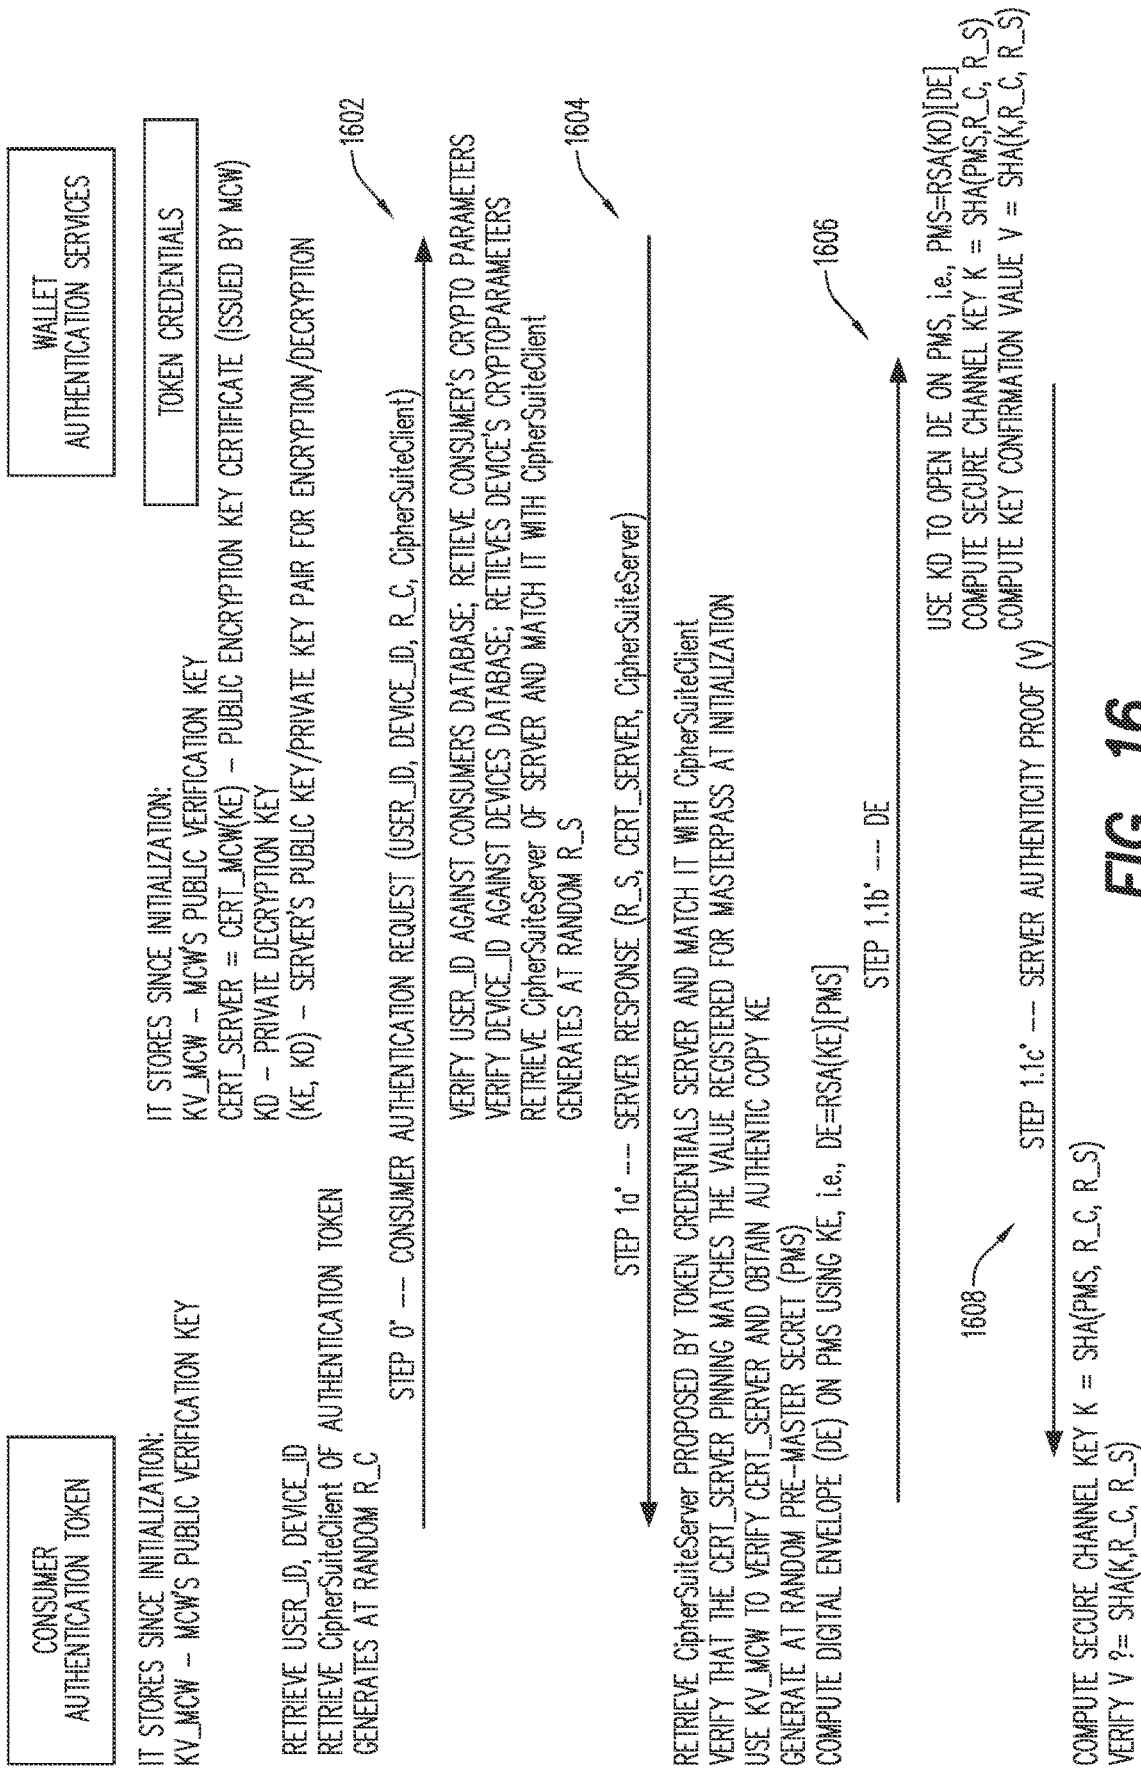 CONSUMER
AUTHENTICATION TOKEN
WALLET
AUTHENTICATION SERVICES
TOKEN CREDENTIALS
IT STORES SINCE INITIALIZATION:
KV_MCW – MCW'S PUBLIC VERIFICATION KEY
IT STORES SINCE INITIALIZATION:
KV_MCW – MCW'S PUBLIC VERIFICATION KEY
CERT_SERVER = CERT_MCW(KE) – PUBLIC ENCRYPTION KEY CERTIFICATE (ISSUED BY MCW)
KD – PRIVATE DECRYPTION KEY
(KE, KD) – SERVER'S PUBLIC KEY/PRIVATE KEY PAIR FOR ENCRYPTION/DECRYPTION
RETRIEVE USER_ID, DEVICE_ID
RETRIEVE CipherSuiteClient OF AUTHENTICATION TOKEN
GENERATES AT RANDOM R_C
1602
STEP 0° –– CONSUMER AUTHENTICATION REQUEST (USER_ID, DEVICE_ID, R_C, CipherSuiteClient)
VERIFY USER_ID AGAINST CONSUMERS DATABASE; RETIEVE CONSUMER'S CRYPTO PARAMETERS
VERIFY DEVICE_ID AGAINST DEVICES DATABASE; RETIEVES DEVICE'S CRYPTOPARAMETERS
RETRIEVE CipherSuiteServer OF SERVER AND MATCH IT WITH CipherSuiteClient
GENERATES AT RANDOM R_S
1604
STEP 1a° –– SERVER RESPONSE (R_S, CERT_SERVER, CipherSuiteServer)
RETRIEVE CipherSuiteServer PROPOSED BY TOKEN CREDENTIALS SERVER AND MATCH IT WITH CipherSuiteClient
VERIFY THAT THE CERT_SERVER PINNING MATCHES THE VALUE REGISTERED FOR MASTERPASS AT INITIALIZATION
USE KV_MCW TO VERIFY CERT_SERVER AND OBTAIN AUTHENTIC COPY KE
GENERATE AT RANDOM PRE–MASTER SECRET (PMS)
COMPUTE DIGITAL ENVELOPE (DE) ON PMS USING KE, i.e., DE=RSA(KE)[PMS]
1606
STEP 1.1b° ––– DE
USE KD TO OPEN DE ON PMS, i.e., PMS=RSA(KD)[DE]
COMPUTE SECURE CHANNEL KEY K = SHA(PMS,R_C, R_S)
COMPUTE KEY CONFIRMATION VALUE V = SHA(K,R_C, R_S)
1608
STEP 1.1c° –– SERVER AUTHENTICITY PROOF (V)
COMPUTE SECURE CHANNEL KEY K = SHA(PMS, R_C, R_S)
VERIFY V ?= SHA(K,R_C, R_S)
FIG. 16